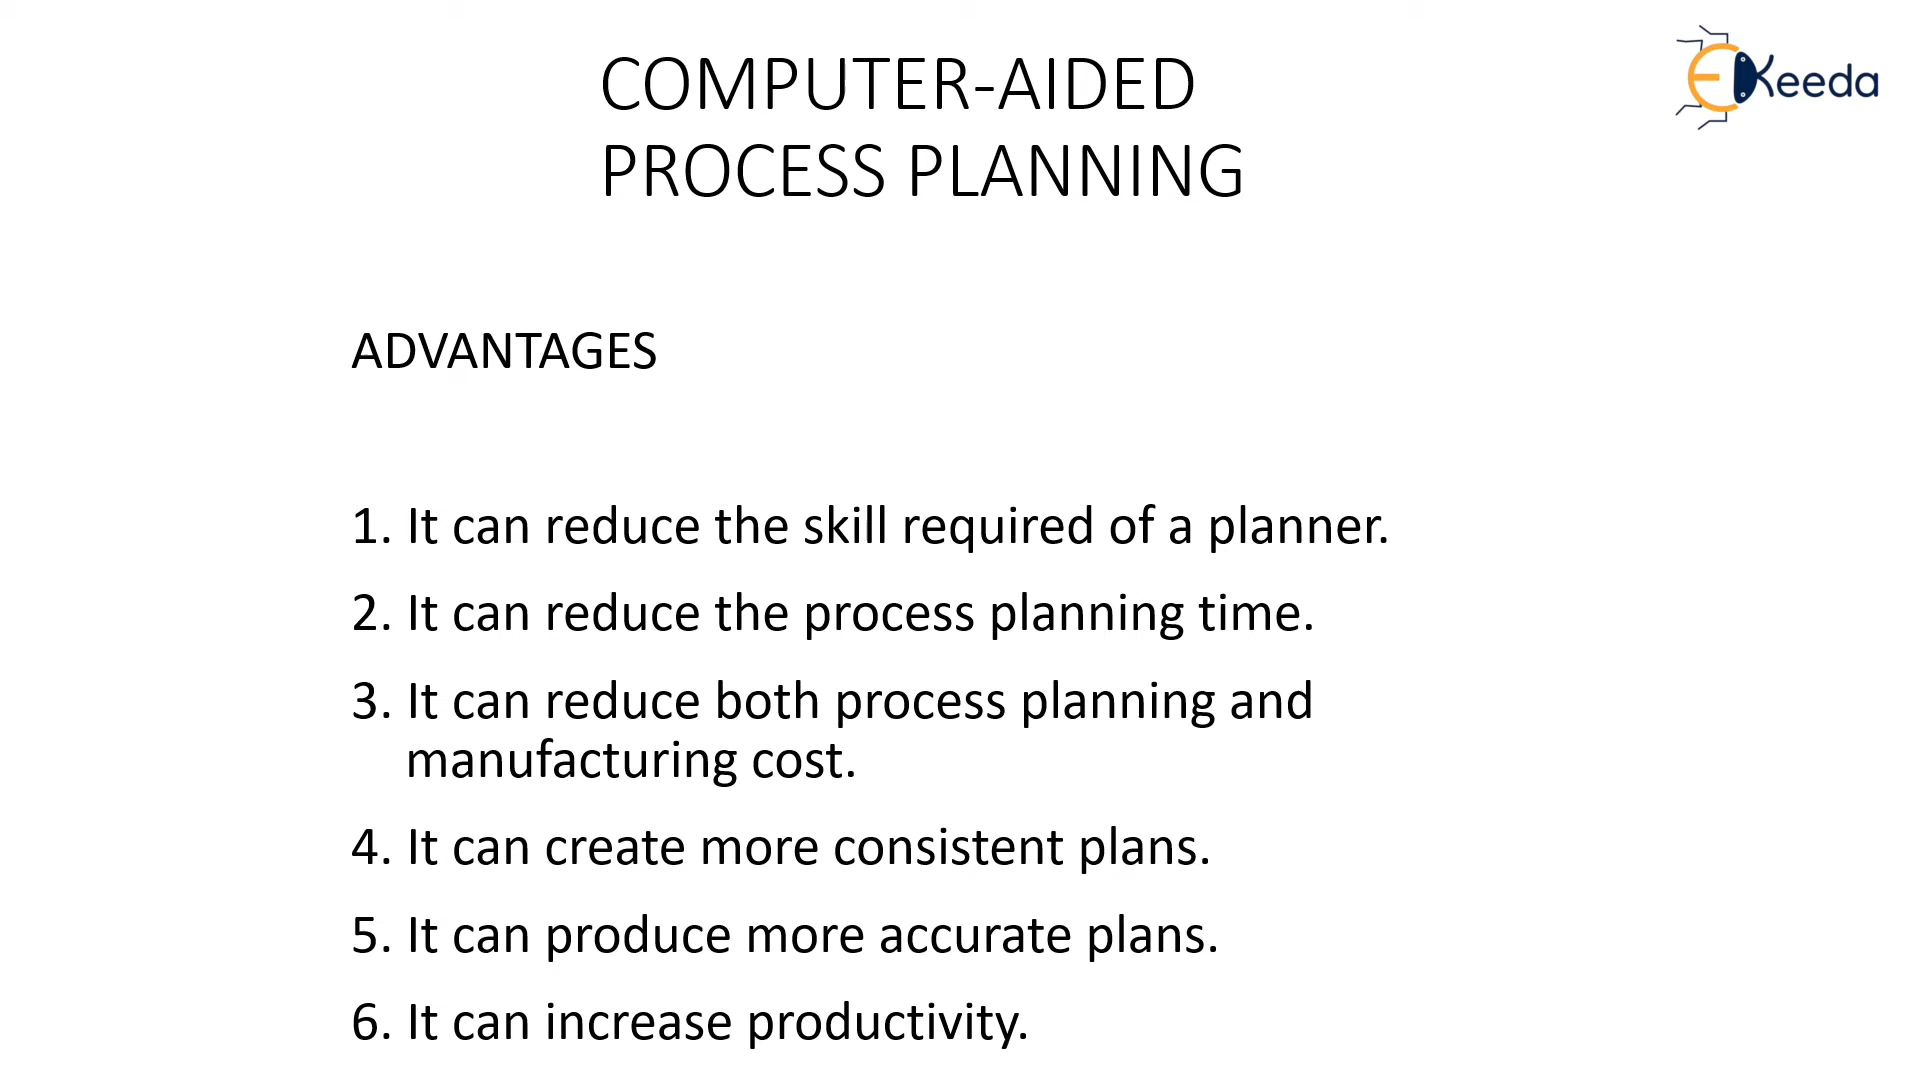 COMPUTER-AIDED
PROCESS PLANNING
EKeeda
ADVANTAGES
1. It can reduce the skill required of a planner.
2. It can reduce the process planning time.
3. It can reduce both process planning and
manufacturing cost.
4. It can create more consistent plans.
5. It can produce more accurate plans.
6. It can increase productivity.